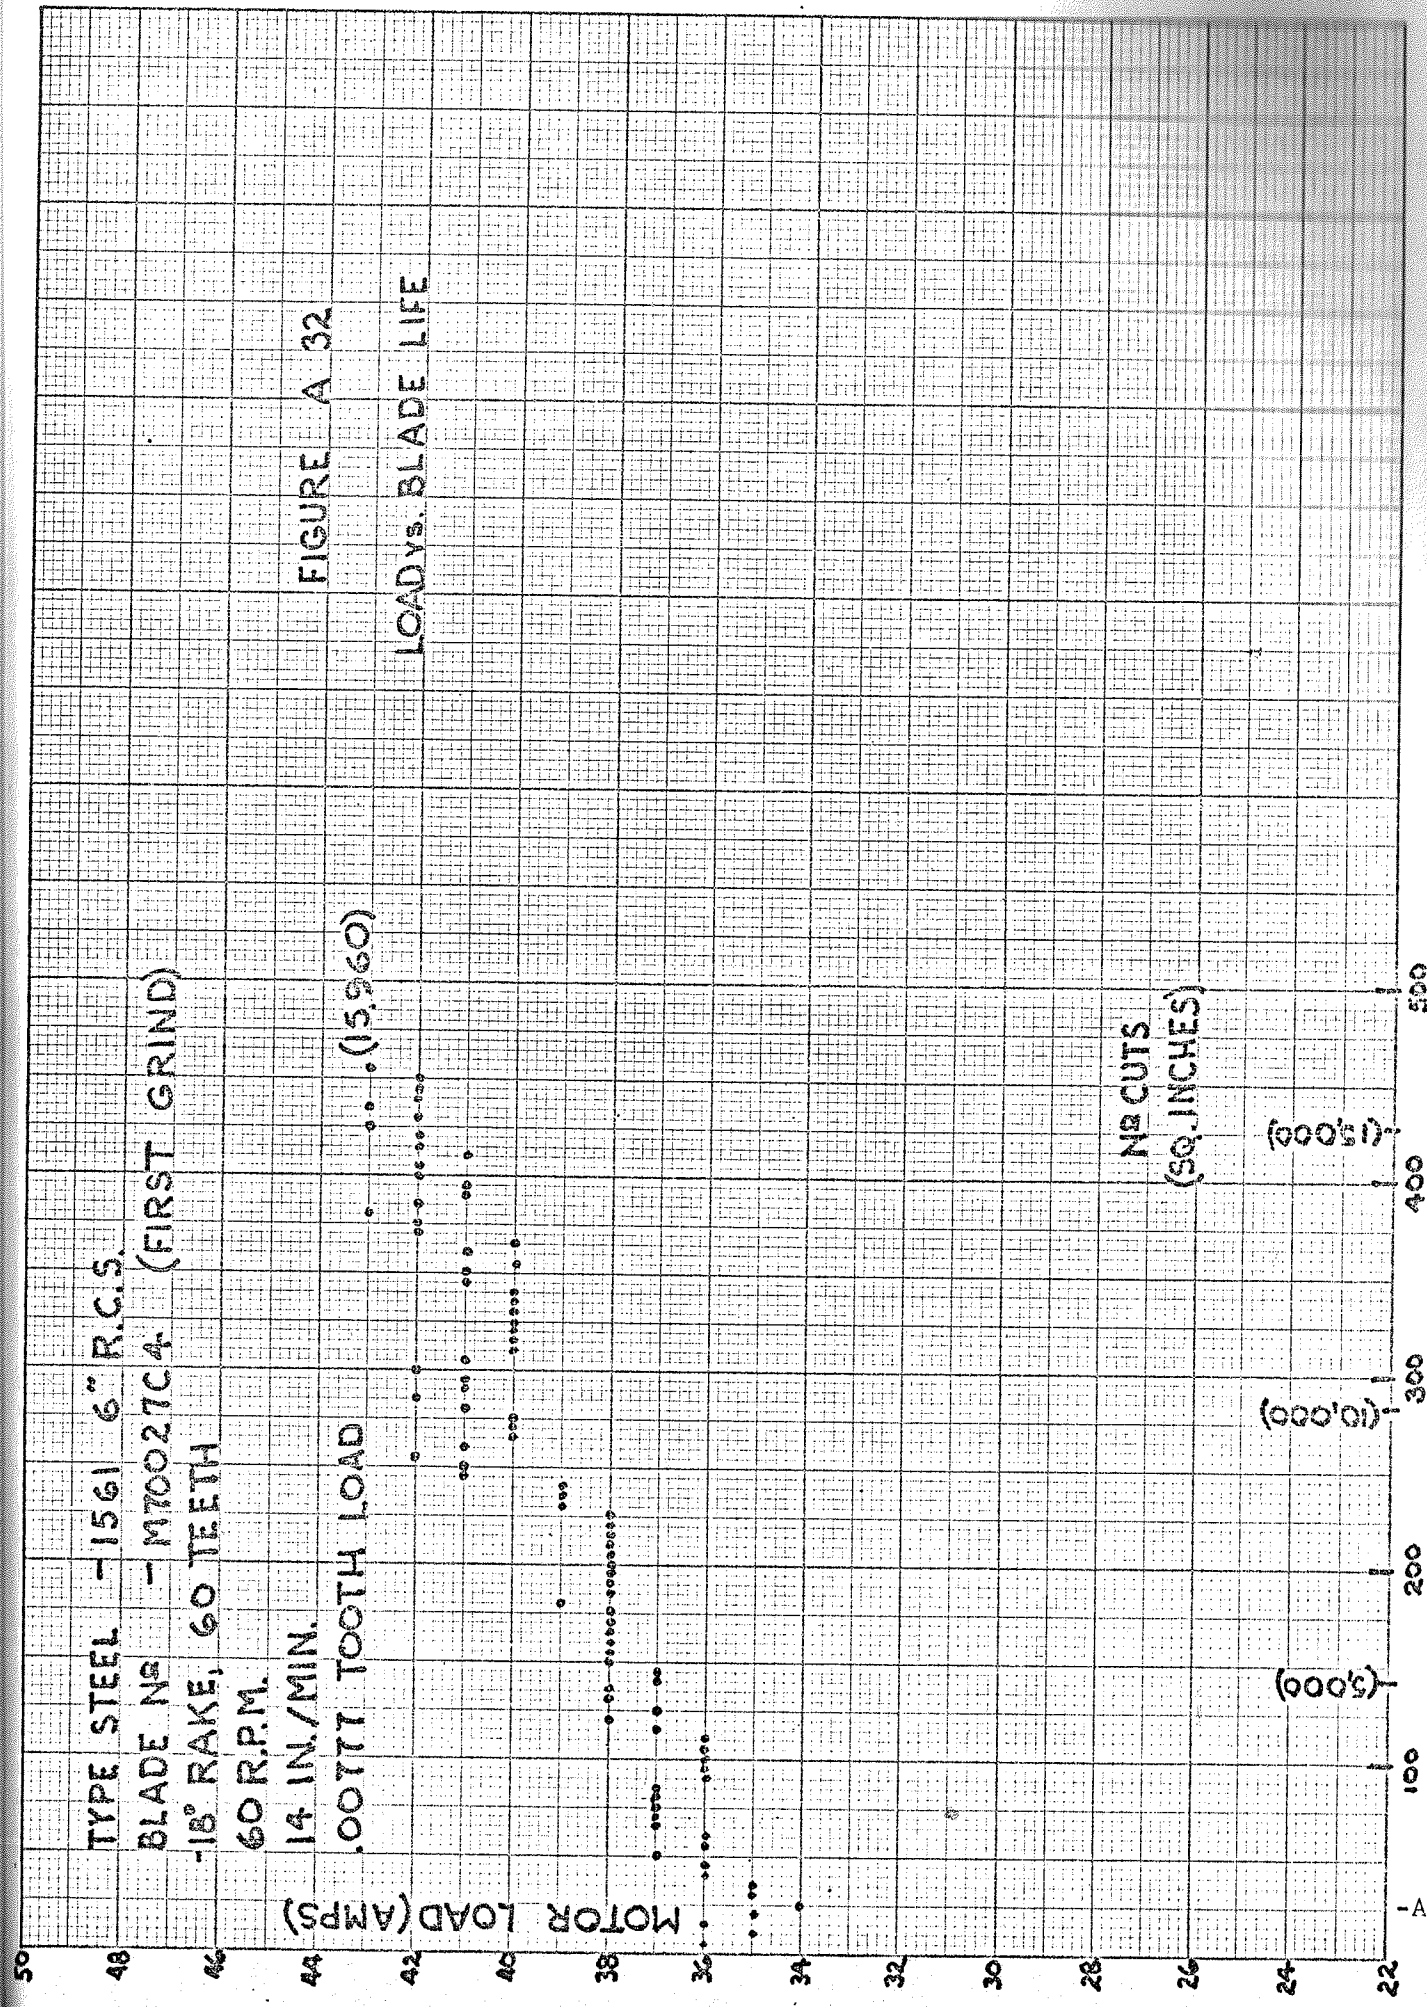 TYPE STEEL - 1561 6" R.C.S.
BLADE Nº - M70027C4 (FIRST GRIND)
-18° RAKE, 60 TEETH
60 R.P.M.
14 IN./MIN.
.00777 TOOTH LOAD
FIGURE A 32
LOAD vs. BLADE LIFE
(15,960)
MOTOR LOAD (AMPS)
50
48
46
44
42
40
38
36
34
32
30
28
26
24
22
Nº CUTS
(SQ. INCHES)
(5,000)
(10,000)
(15,000)
100
200
300
400
500
-A